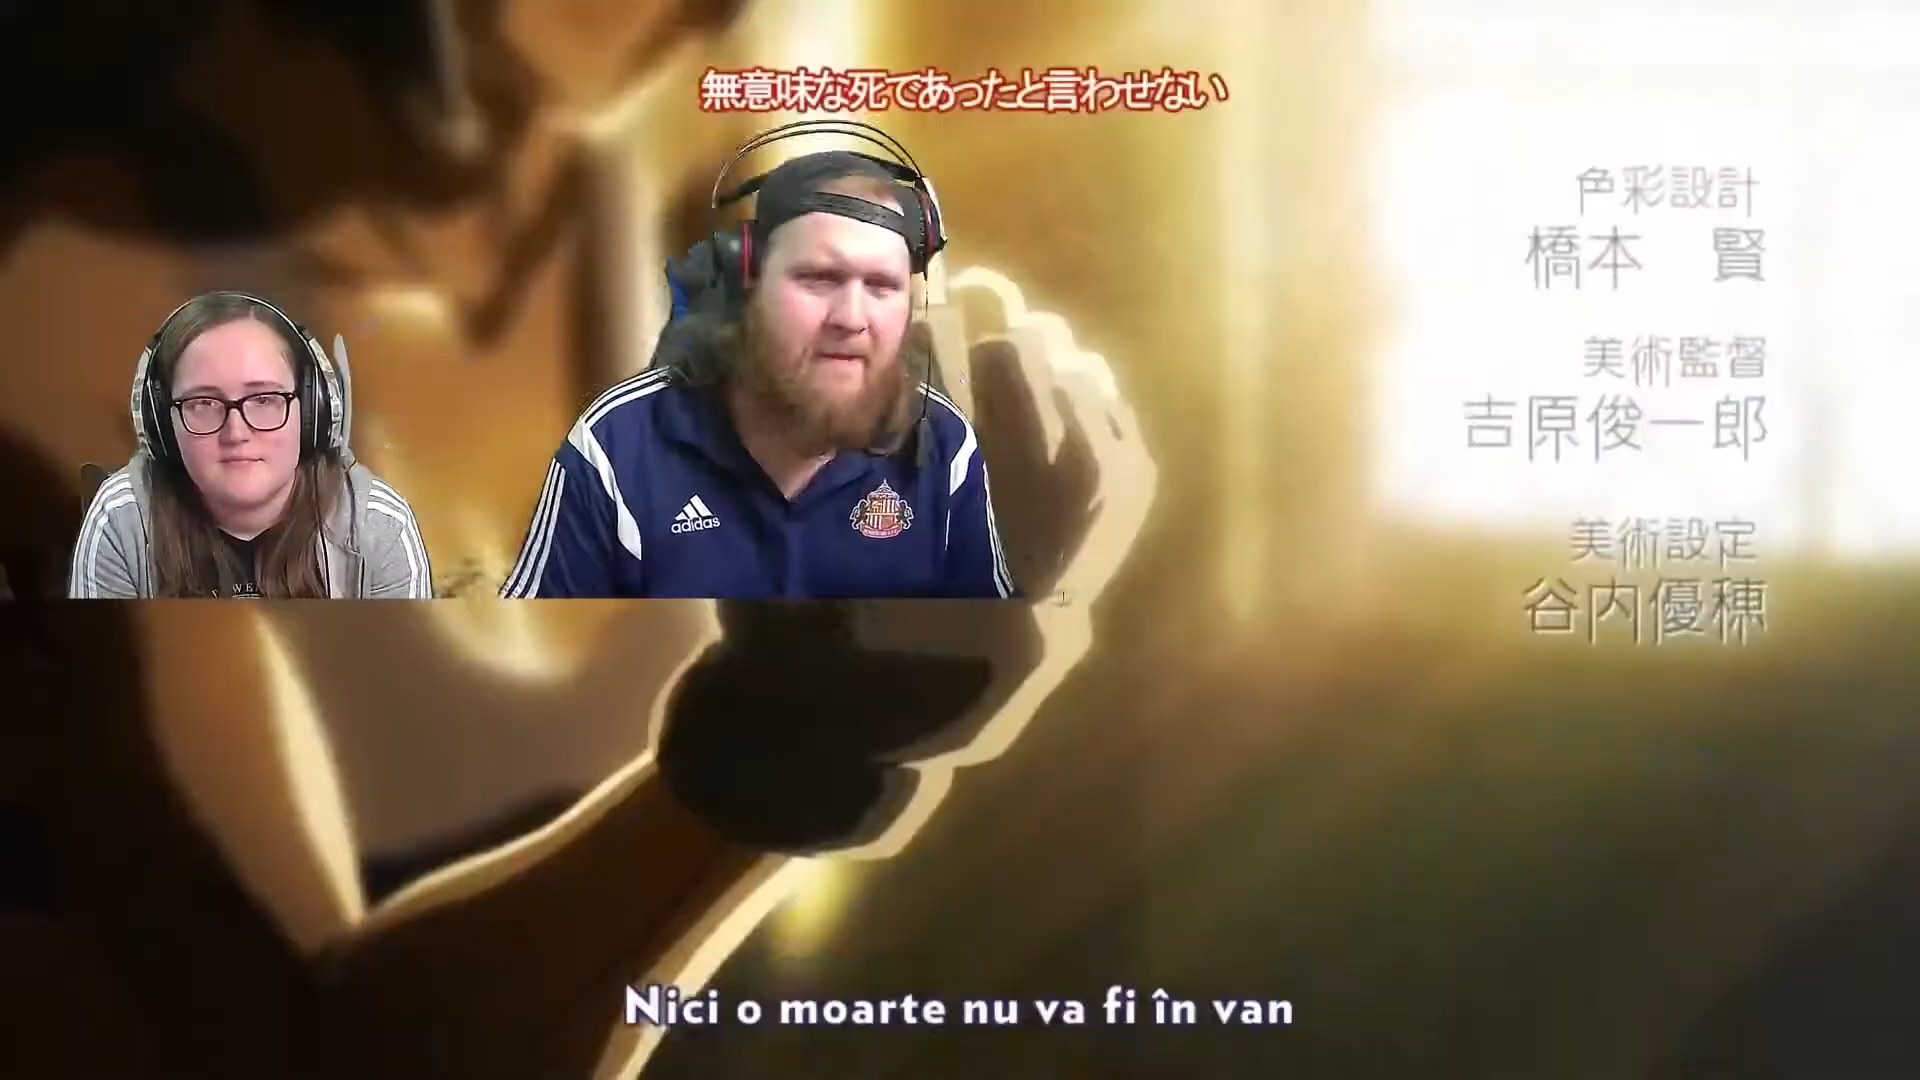 無意味な死であったと言わせない
色彩設計
橋本 賢
美術監督
吉原俊一郎
美術設定
谷内優穂
adidas
Nici o moarte nu va fi în van